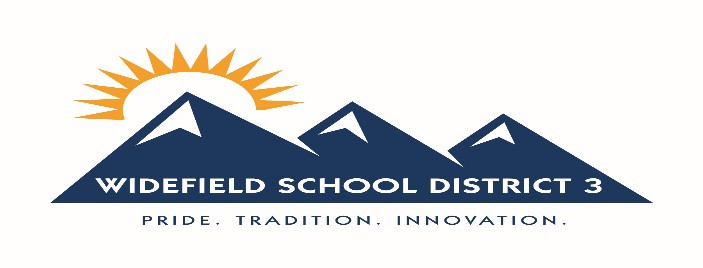 WIDEFIELD SCHOOL DISTRICT 3
PRIDE. TRADITION. INNOVATION.